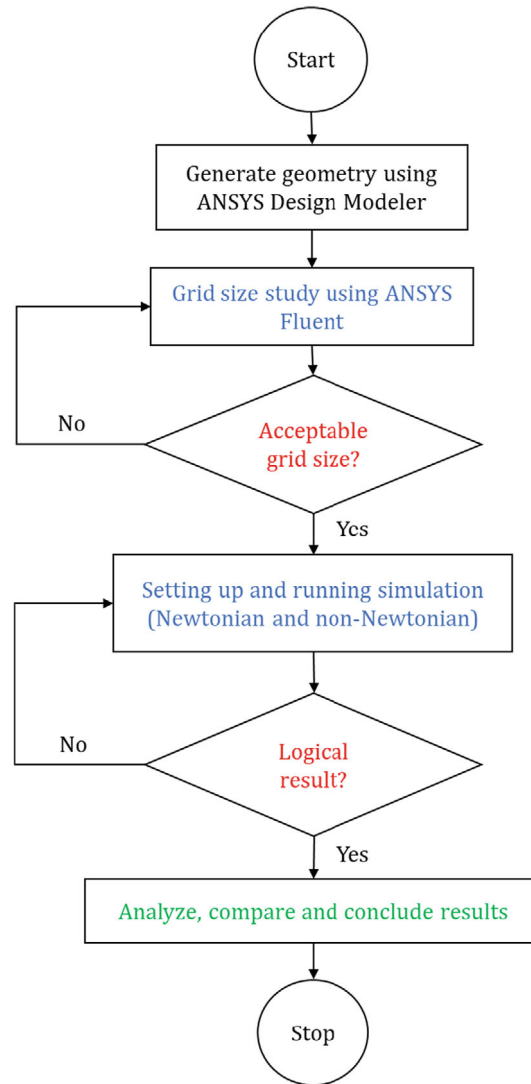 Start
Generate geometry using
ANSYS Design Modeler
Grid size study using ANSYS
Fluent
No
Acceptable
grid size?
Yes
Setting up and running simulation
(Newtonian and non-Newtonian)
No
Logical
result?
Yes
Analyze, compare and conclude results
Stop